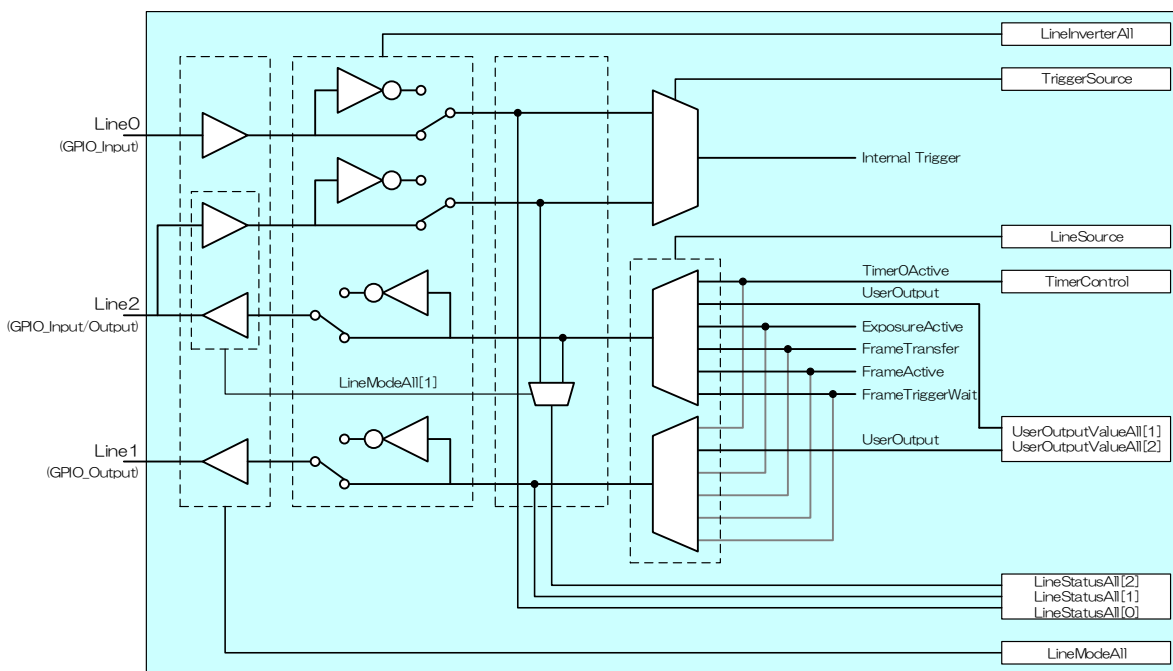 LineInverterAll
TriggerSource
Line0
(GPIO_Input)
Internal Trigger
LineSource
Timer0Active
TimerControl
UserOutput
Line2
(GPIO_Input/Output)
ExposureActive
FrameTransfer
FrameActive
LineModeAll[1]
FrameTriggerWait
UserOutputValueAll[1]
UserOutput
UserOutputValueAll[2]
Line1
(GPIO_Output)
LineStatusAll[2]
LineStatusAll[1]
LineStatusAll[0]
LineModeAll